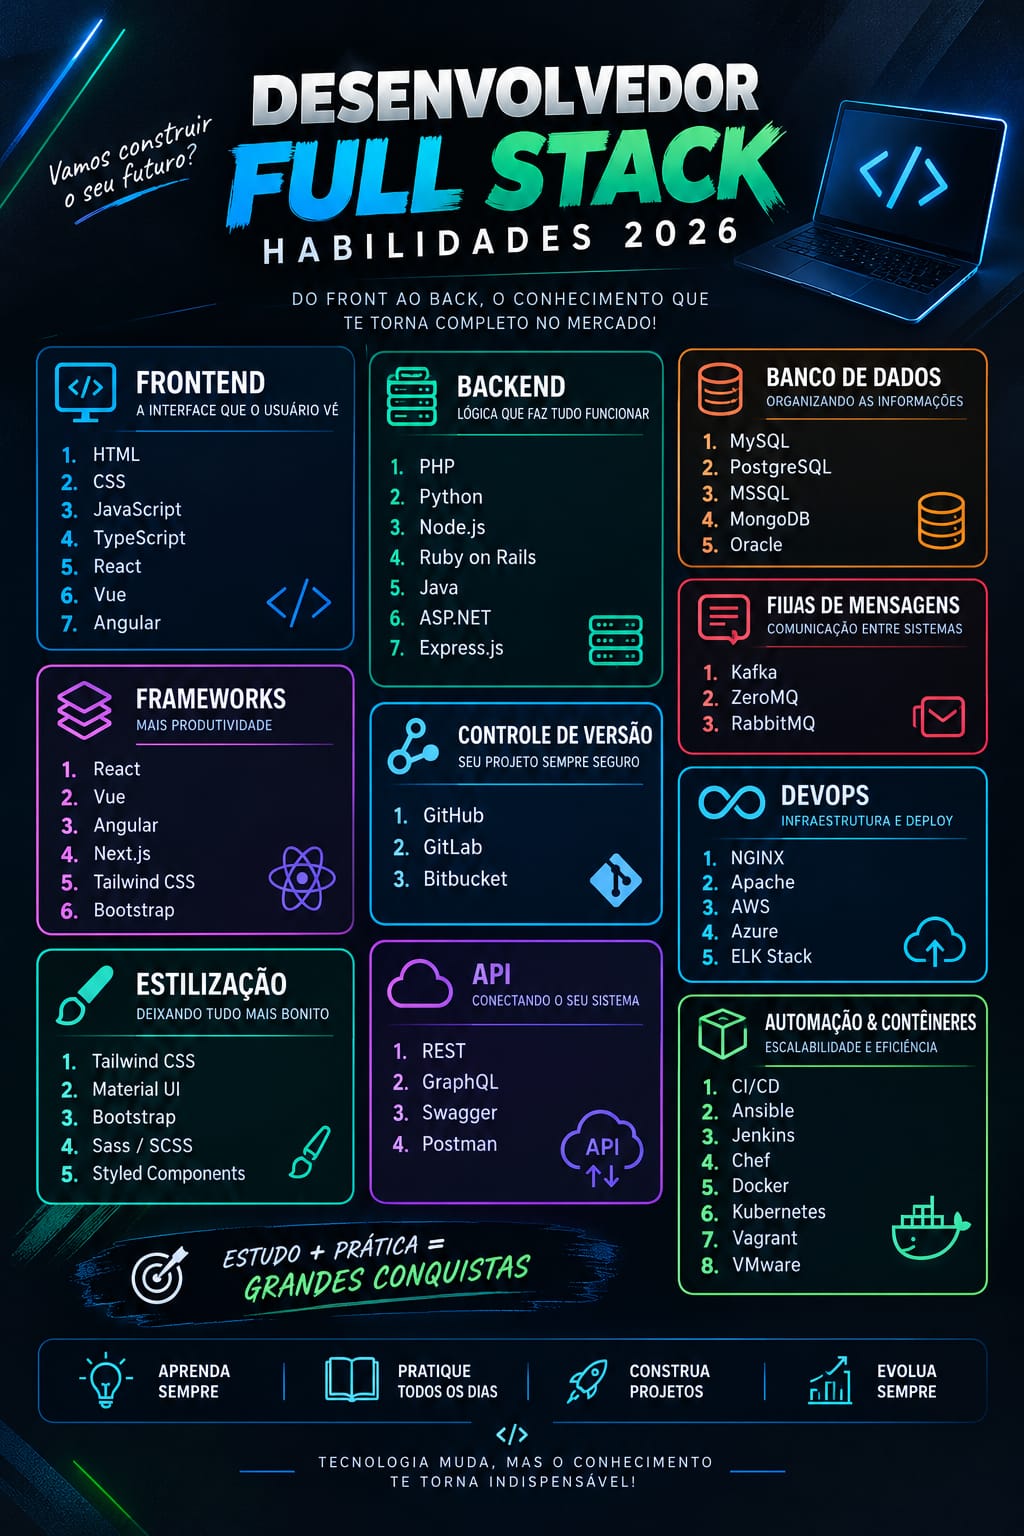 Vamos construir
o seu futuro?
DESENVOLVEDOR
FULL STACK
HABILIDADES 2026
DO FRONT AO BACK, O CONHECIMENTO QUE
TE TORNA COMPLETO NO MERCADO!
</>
FRONTEND
A INTERFACE QUE O USUÁRIO VÊ
1. HTML
2. CSS
3. JavaScript
4. TypeScript
5. React
6. Vue
7. Angular
</>
FRAMEWORKS
MAIS PRODUTIVIDADE
1. React
2. Vue
3. Angular
4. Next.js
5. Tailwind CSS
6. Bootstrap
ESTILIZAÇÃO
DEIXANDO TUDO MAIS BONITO
1. Tailwind CSS
2. Material UI
3. Bootstrap
4. Sass / SCSS
5. Styled Components
BACKEND
LÓGICA QUE FAZ TUDO FUNCIONAR
1. PHP
2. Python
3. Node.js
4. Ruby on Rails
5. Java
6. ASP.NET
7. Express.js
CONTROLE DE VERSÃO
SEU PROJETO SEMPRE SEGURO
1. GitHub
2. GitLab
3. Bitbucket
API
CONECTANDO O SEU SISTEMA
1. REST
2. GraphQL
3. Swagger
4. Postman
API
BANCO DE DADOS
ORGANIZANDO AS INFORMAÇÕES
1. MySQL
2. PostgreSQL
3. MSSQL
4. MongoDB
5. Oracle
FILIAS DE MENSAGENS
COMUNICAÇÃO ENTRE SISTEMAS
1. Kafka
2. ZeroMQ
3. RabbitMQ
DEVOPS
INFRAESTRUTURA E DEPLOY
1. NGINX
2. Apache
3. AWS
4. Azure
5. ELK Stack
AUTOMAÇÃO & CONTÊINERES
ESCALABILIDADE E EFICIÊNCIA
1. CI/CD
2. Ansible
3. Jenkins
4. Chef
5. Docker
6. Kubernetes
7. Vagrant
8. VMware
ESTUDO + PRÁTICA =
GRANDES CONQUISTAS
APRENDA
SEMPRE
PRATIQUE
TODOS OS DIAS
CONSTRUA
PROJETOS
EVOLUA
SEMPRE
</>
TECNOLOGIA MUDA, MAS O CONHECIMENTO
TE TORNA INDISPENSÁVEL!